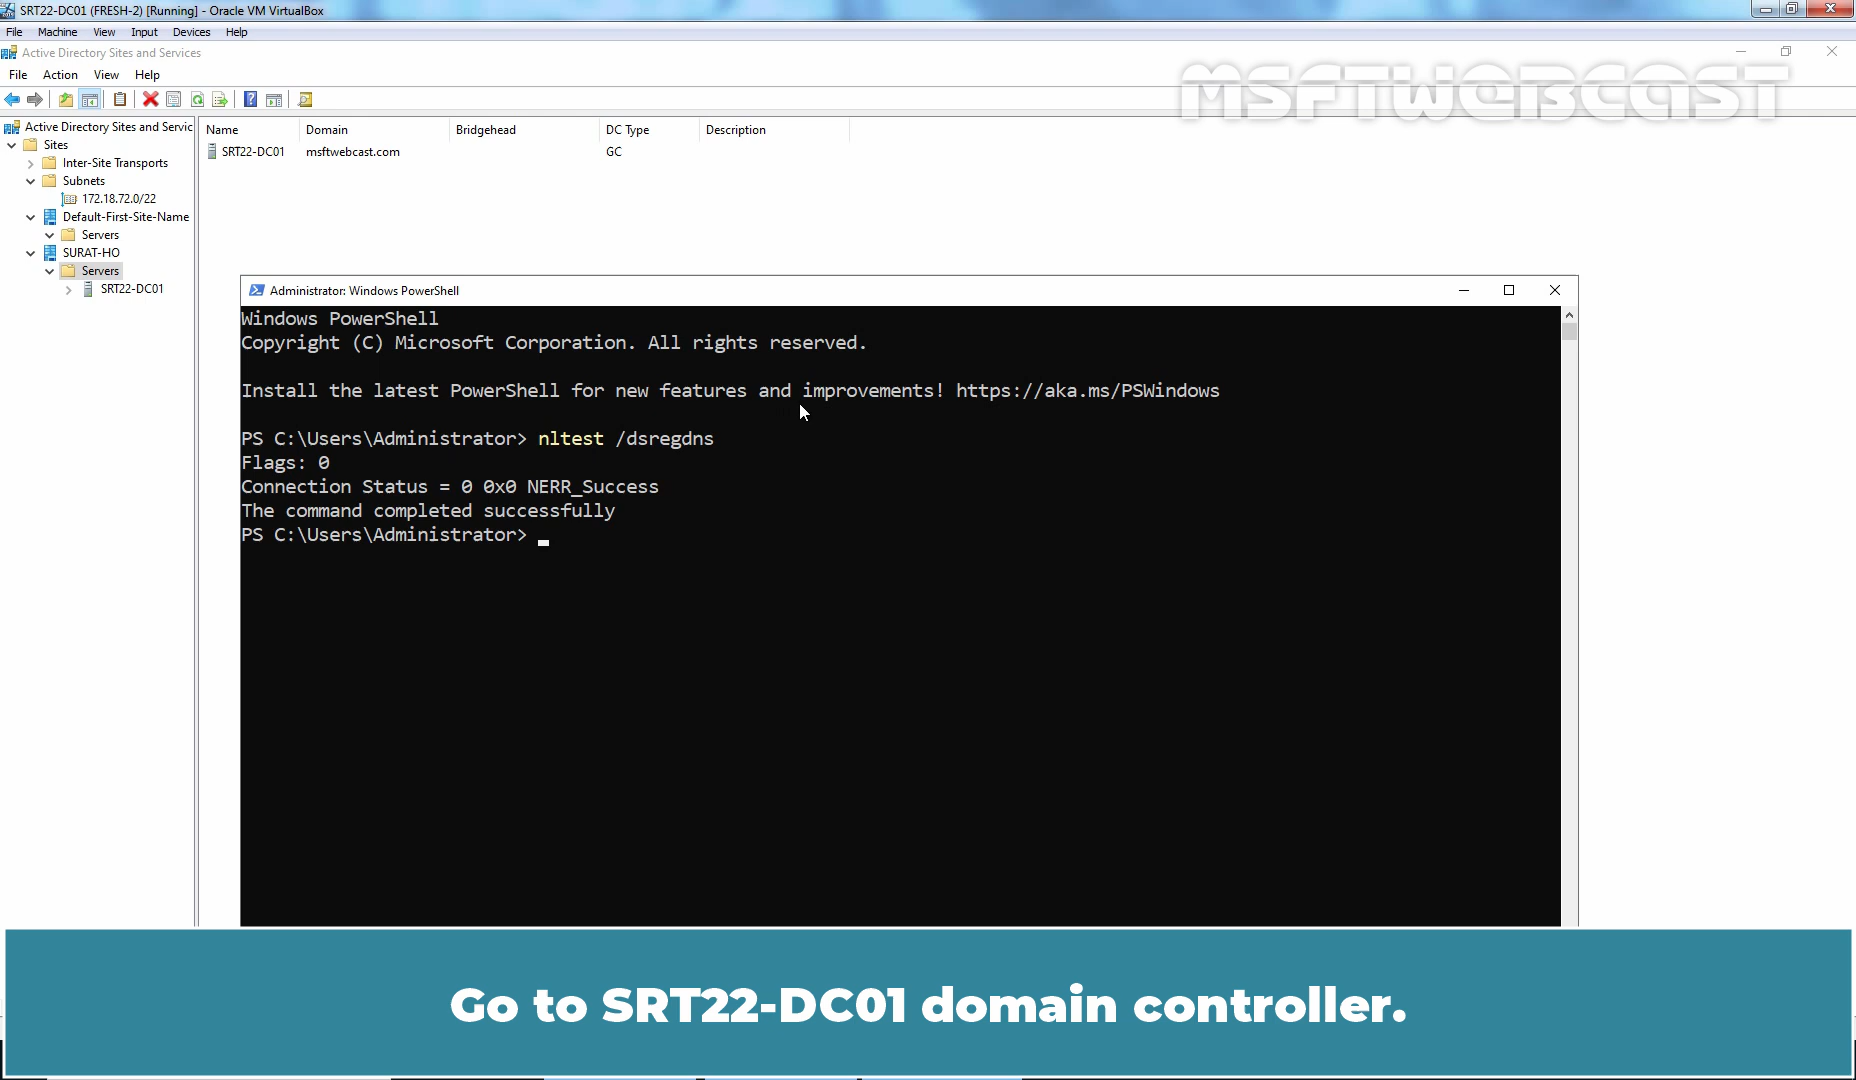 SRT22-DC01 (FRESH-2) [Running] - Oracle VM VirtualBox
File Machine View Input Devices Help
Active Directory Sites and Services
File Action View Help
MSFTWEBCAST
Active Directory Sites and Servic
Sites
Inter-Site Transports
Subnets
172.18.72.0/22
Default-First-Site-Name
Servers
SURAT-HO
Servers
SRT22-DC01
Name Domain Bridgehead DC Type Description
SRT22-DC01 msftwebcast.com GC
Administrator: Windows PowerShell
Windows PowerShell
Copyright (C) Microsoft Corporation. All rights reserved.
Install the latest PowerShell for new features and improvements! https://aka.ms/PSWindows
PS C:\Users\Administrator> nltest /dsregdns
Flags: 0
Connection Status = 0 0x0 NERR_Success
The command completed successfully
PS C:\Users\Administrator>
Go to SRT22-DC01 domain controller.